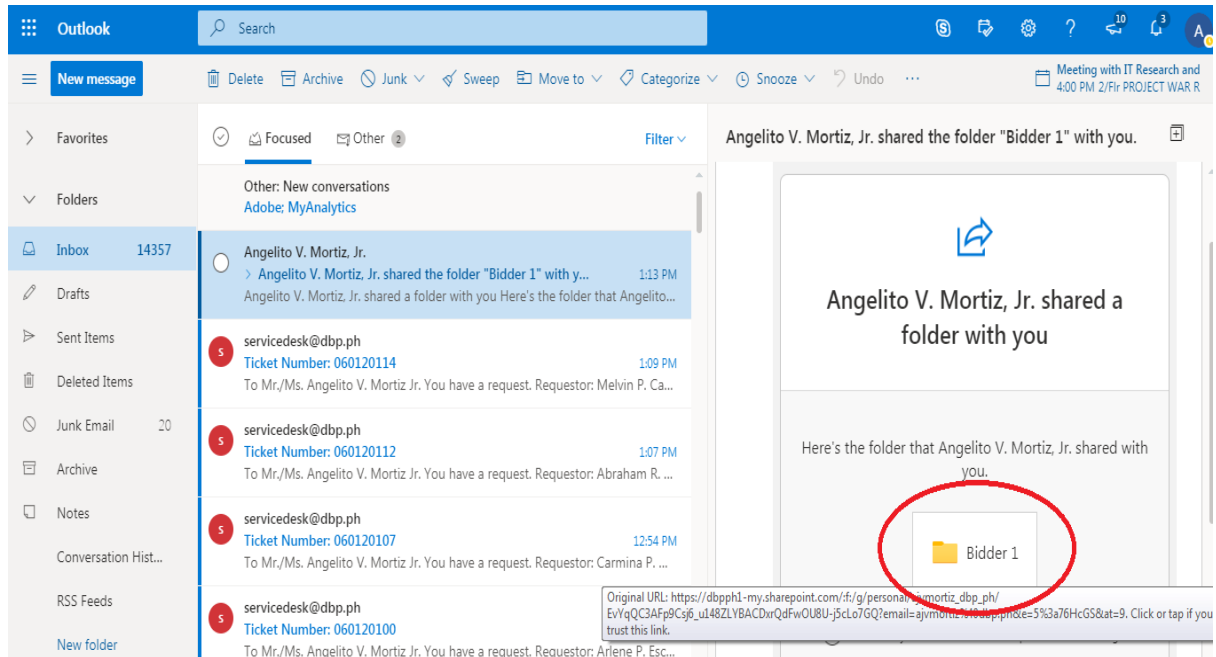 Outlook
Search
10
3
A
New message
Delete
Archive
Junk
Sweep
Move to
Categorize
Snooze
Undo
...
Meeting with IT Research and
4:00 PM 2/Flr PROJECT WAR R
Favorites
Folders
Inbox 14357
Drafts
Sent Items
Deleted Items
Junk Email 20
Archive
Notes
Conversation Hist...
RSS Feeds
New folder
Focused
Other 2
Filter
Other: New conversations
Adobe; MyAnalytics
Angelito V. Mortiz, Jr.
> Angelito V. Mortiz, Jr. shared the folder "Bidder 1" with y... 1:13 PM
Angelito V. Mortiz, Jr. shared a folder with you Here's the folder that Angelito...
S
servicedesk@dbp.ph
Ticket Number: 060120114 1:09 PM
To Mr./Ms. Angelito V. Mortiz Jr. You have a request. Requestor: Melvin P. Ca...
S
servicedesk@dbp.ph
Ticket Number: 060120112 1:07 PM
To Mr./Ms. Angelito V. Mortiz Jr. You have a request. Requestor: Abraham R. ...
S
servicedesk@dbp.ph
Ticket Number: 060120107 12:54 PM
To Mr./Ms. Angelito V. Mortiz Jr. You have a request. Requestor: Carmina P. ...
S
servicedesk@dbp.ph
Ticket Number: 060120100
To Mr./Ms. Angelito V. Mortiz Jr. You have a request. Requestor: Arlene P. Esc...
Angelito V. Mortiz, Jr. shared the folder "Bidder 1" with you.
Angelito V. Mortiz, Jr. shared a
folder with you
Here's the folder that Angelito V. Mortiz, Jr. shared with
you.
Bidder 1
Original URL: https://dbpph1-my.sharepoint.com/:f:/g/personal/ajvmortiz_dbp_ph/
EvYqQC3AFp9Csj6_u148ZLYBACDxrQdFwOU8U-j5cLo7GQ?email=ajvmortiz%40dbp.ph&e=5%3a76HcGS&at=9. Click or tap if you
trust this link.